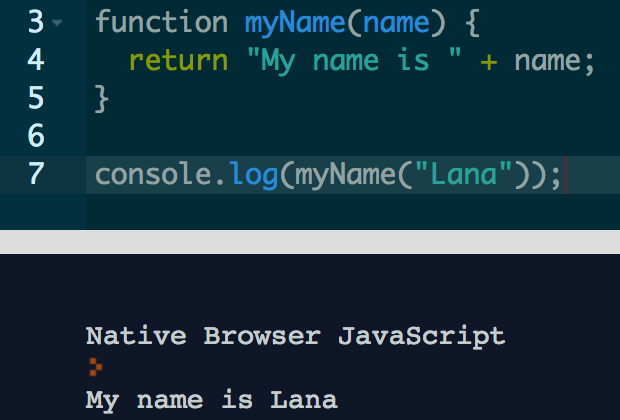 3 function myName(name) {
4 return "My name is " + name;
5 }
6
7 console.log(myName("Lana"));
Native Browser JavaScript
>
My name is Lana